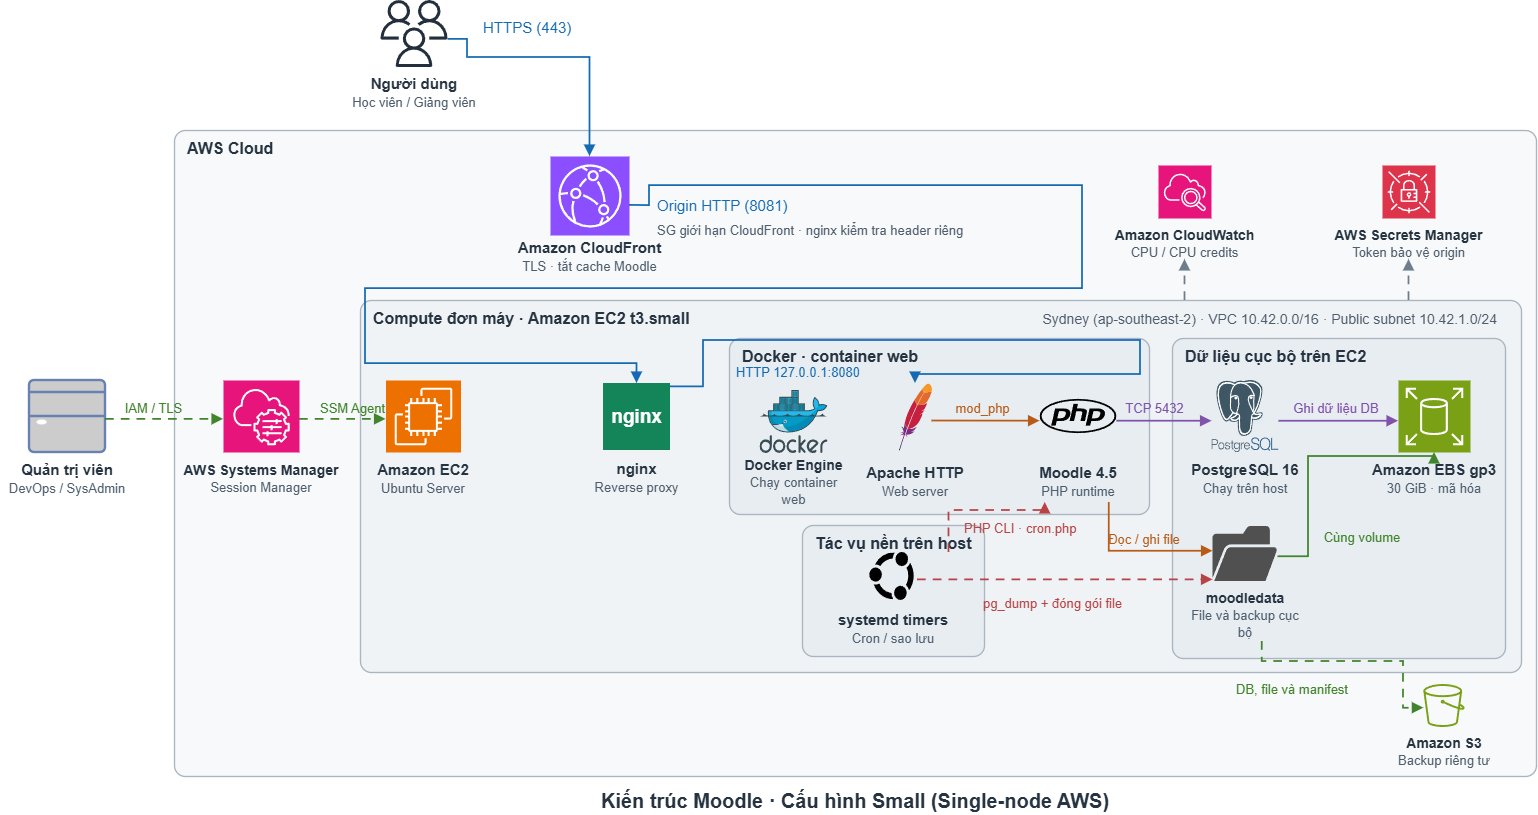 HTTPS (443)
Người dùng
Học viên / Giảng viên
AWS Cloud
Origin HTTP (8081)
SG giới hạn CloudFront · nginx kiểm tra header riêng
Amazon CloudFront
TLS · tắt cache Moodle
Amazon CloudWatch
CPU / CPU credits
AWS Secrets Manager
Token bảo vệ origin
Compute đơn máy · Amazon EC2 t3.small
Sydney (ap-southeast-2) · VPC 10.42.0.0/16 · Public subnet 10.42.1.0/24
Docker · container web
HTTP 127.0.0.1:8080
Dữ liệu cục bộ trên EC2
IAM / TLS
SSM Agent
nginx
docker
mod_php
php
TCP 5432
PostgreSQL
Ghi dữ liệu DB
Quản trị viên
DevOps / SysAdmin
AWS Systems Manager
Session Manager
Amazon EC2
Ubuntu Server
nginx
Reverse proxy
Docker Engine
Chạy container
web
Apache HTTP
Web server
Moodle 4.5
PHP runtime
PostgreSQL 16
Chạy trên host
Amazon EBS gp3
30 GiB · mã hóa
PHP CLI · cron.php
Tác vụ nền trên host
Đọc / ghi file
Cùng volume
systemd timers
Cron / sao lưu
pg_dump + đóng gói file
moodledata
File và backup cục
bộ
DB, file và manifest
Amazon S3
Backup riêng tư
Kiến trúc Moodle · Cấu hình Small (Single-node AWS)